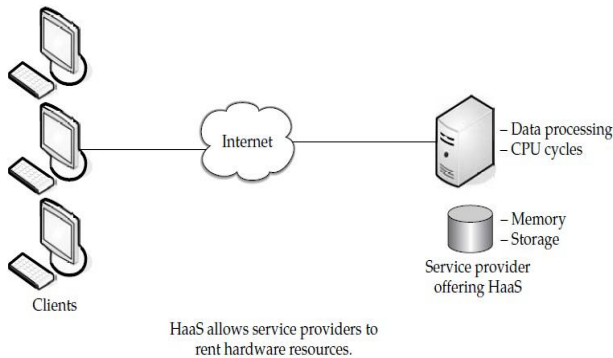 Internet
– Data processing
– CPU cycles
– Memory
– Storage
Service provider
offering HaaS
Clients
HaaS allows service providers to
rent hardware resources.